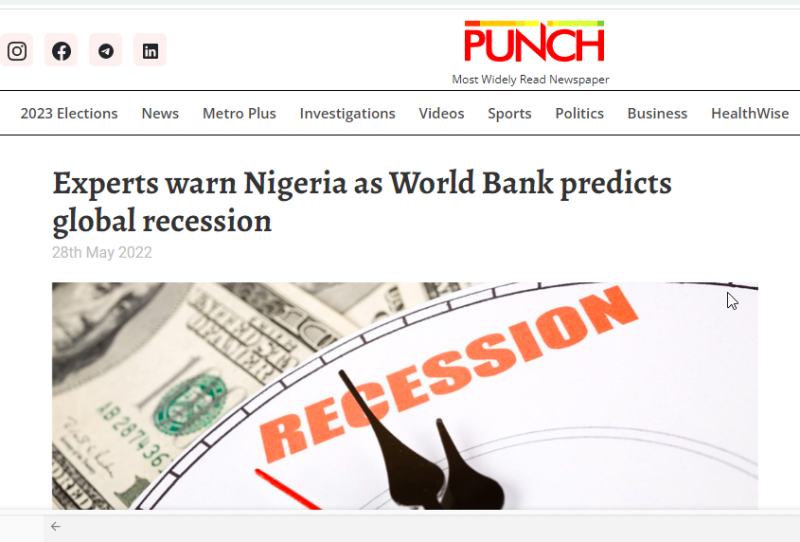 PUNCH
Most Widely Read Newspaper
2023 Elections News Metro Plus Investigations Videos Sports Politics Business HealthWise
Experts warn Nigeria as World Bank predicts
global recession
28th May 2022
RECESSION
100